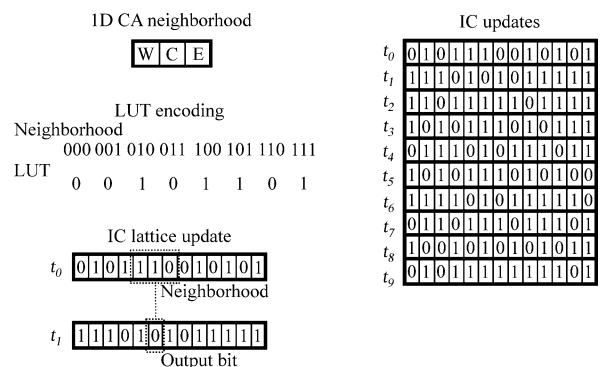 1D CA neighborhood
W C E
LUT encoding
Neighborhood
000 001 010 011 100 101 110 111
LUT
0 0 1 0 1 1 0 1
IC lattice update
t0 0 1 0 1 1 1 0 0 1 0 1 0 1
Neighborhood
t1 1 1 1 0 1 0 1 0 1 1 1 1 1
Output bit
IC updates
t0 0 1 0 1 1 1 0 0 1 0 1 0 1
t1 1 1 1 0 1 0 1 0 1 1 1 1 1
t2 1 1 0 1 1 1 1 1 0 1 1 1 1
t3 1 0 1 0 1 1 1 0 1 0 1 1 1
t4 0 1 1 1 0 1 0 1 1 1 0 1 1
t5 1 0 1 0 1 1 1 0 1 0 1 0 0
t6 1 1 1 1 0 1 0 1 1 1 1 1 0
t7 0 1 1 0 1 1 1 0 1 1 1 0 1
t8 1 0 0 1 0 1 0 1 0 1 0 1 1
t9 0 1 0 1 1 1 1 1 1 1 1 0 1